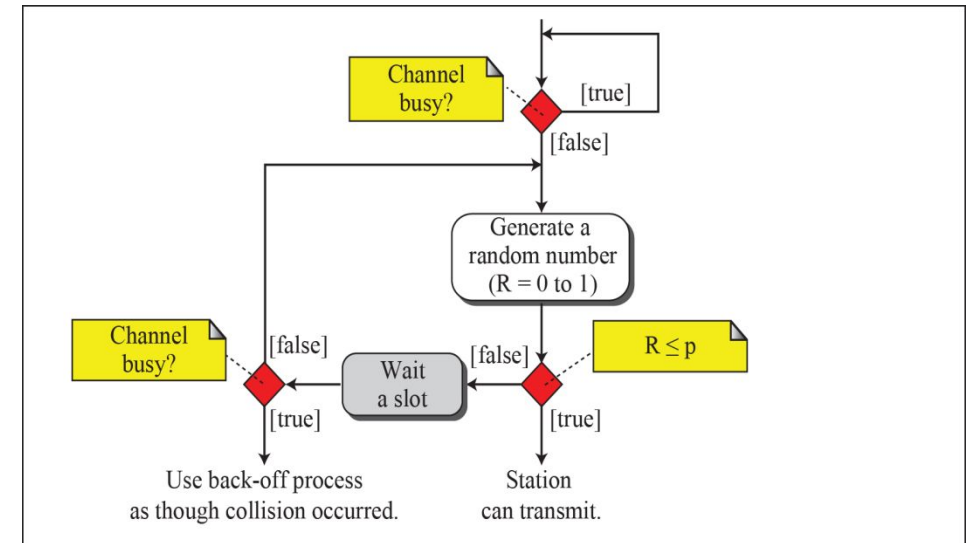 Channel
busy?
[true]
[false]
Generate a
random number
(R = 0 to 1)
Channel
busy?
[false]
[false]
R ≤ p
Wait
a slot
[true]
[true]
Use back-off process
as though collision occurred.
Station
can transmit.